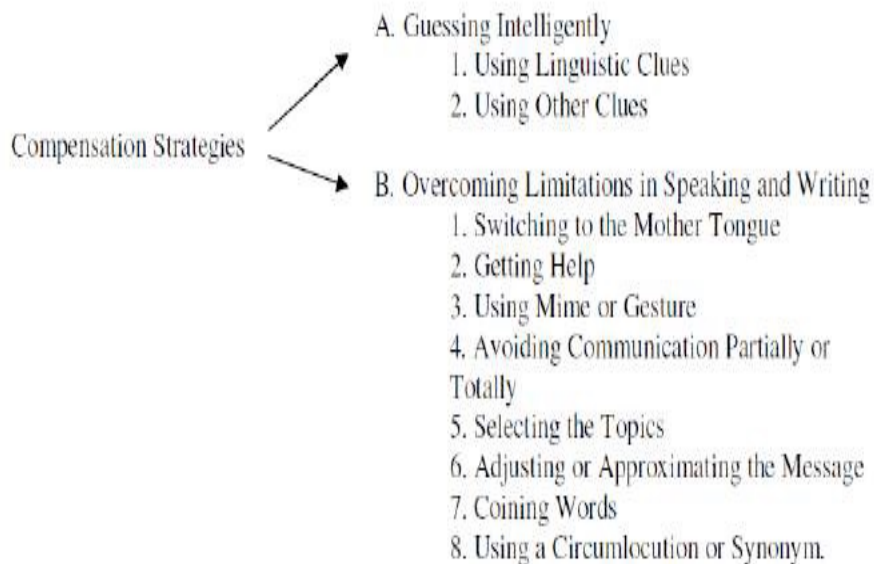 A. Guessing Intelligently
1. Using Linguistic Clues
2. Using Other Clues
Compensation Strategies
B. Overcoming Limitations in Speaking and Writing
1. Switching to the Mother Tongue
2. Getting Help
3. Using Mime or Gesture
4. Avoiding Communication Partially or
Totally
5. Selecting the Topics
6. Adjusting or Approximating the Message
7. Coining Words
8. Using a Circumlocution or Synonym.